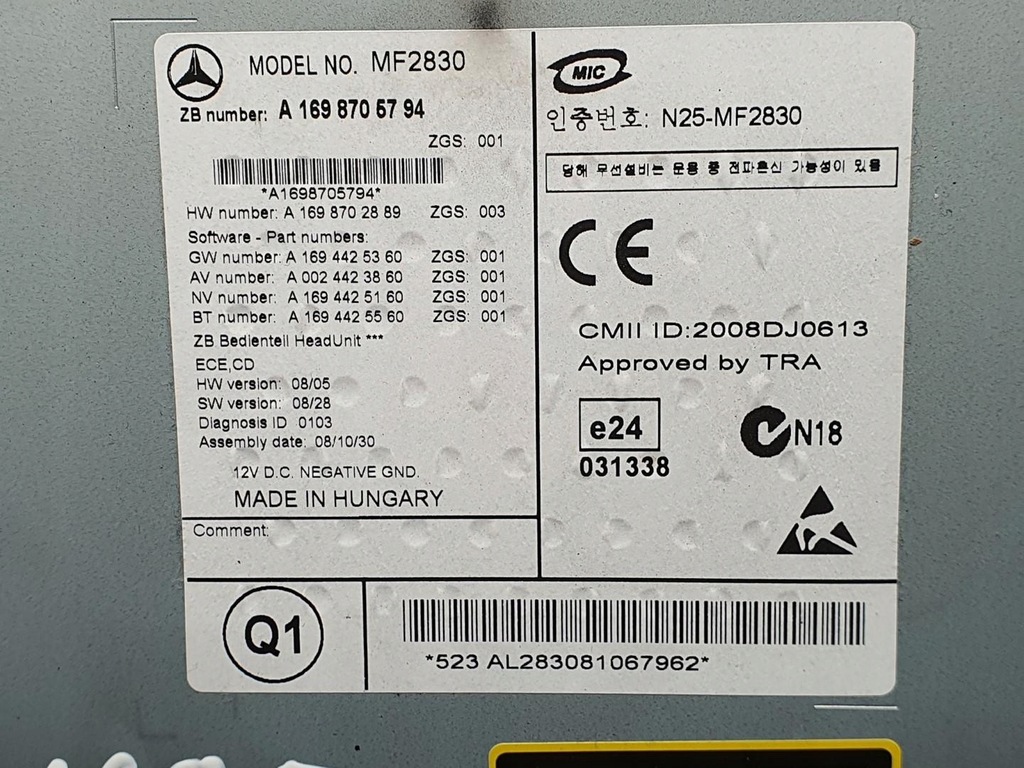 MODEL NO. MF2830
ZB number: A 169 870 57 94
ZGS: 001
*A1698705794*
HW number: A 169 870 28 89 ZGS: 003
Software - Part numbers:
GW number: A 169 442 53 60 ZGS: 001
AV number: A 002 442 38 60 ZGS: 001
NV number: A 169 442 51 60 ZGS: 001
BT number: A 169 442 55 60 ZGS: 001
ZB Bedienteil HeadUnit ***
ECE,CD
HW version: 08/05
SW version: 08/28
Diagnosis ID 0103
Assembly date: 08/10/30
12V D.C. NEGATIVE GND.
MADE IN HUNGARY
Comment:
MIC
인증번호: N25-MF2830
당해 무선설비는 운용 중 전파혼신 가능성이 있음
CE
CMII ID:2008DJ0613
Approved by TRA
e24
031338
N18
Q1
*523 AL283081067962*